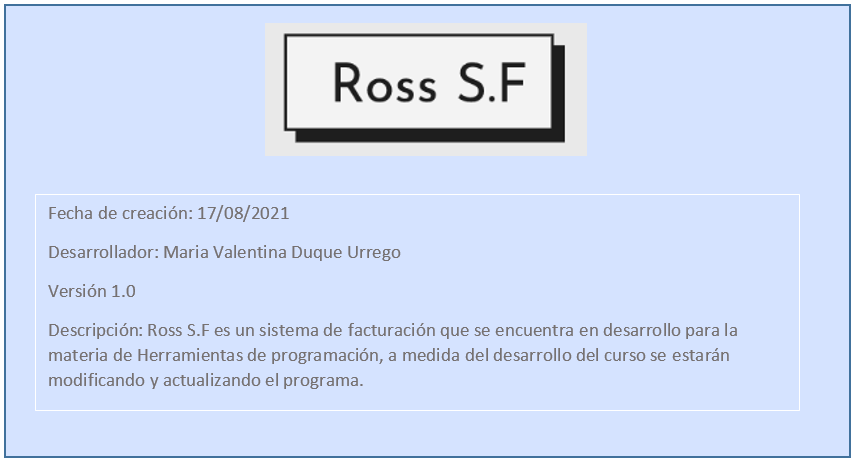 Ross S.F
Fecha de creación: 17/08/2021
Desarrollador: Maria Valentina Duque Urrego
Versión 1.0
Descripción: Ross S.F es un sistema de facturación que se encuentra en desarrollo para la
materia de Herramientas de programación, a medida del desarrollo del curso se estarán
modificando y actualizando el programa.